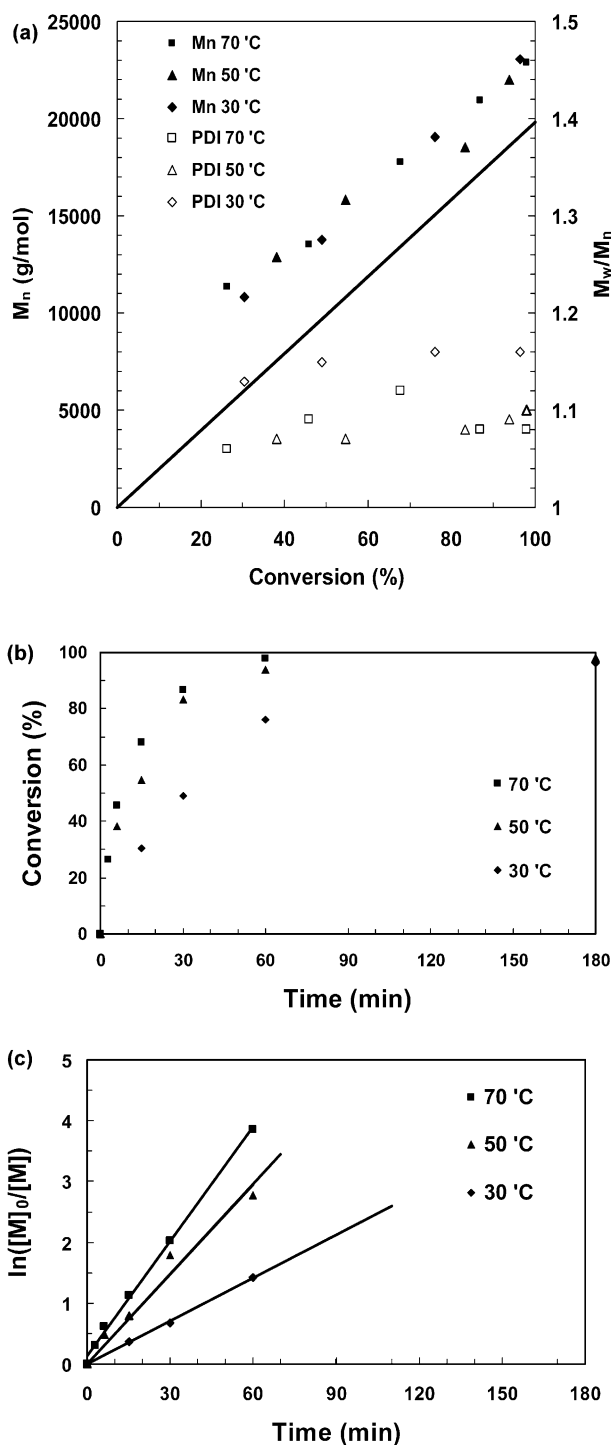 (a)
25000
20000
15000
10000
5000
0
Mn 70 'C
Mn 50 'C
Mn 30 'C
PDI 70 'C
PDI 50 'C
PDI 30 'C
1.5
1.4
1.3
1.2
1.1
1
Mₙ (g/mol)
M_w/Mₙ
0 20 40 60 80 100
Conversion (%)
(b)
100
80
60
40
20
0
Conversion (%)
70 'C
50 'C
30 'C
0 30 60 90 120 150 180
Time (min)
(c)
5
4
3
2
1
0
ln([M]₀/[M])
70 'C
50 'C
30 'C
0 30 60 90 120 150 180
Time (min)